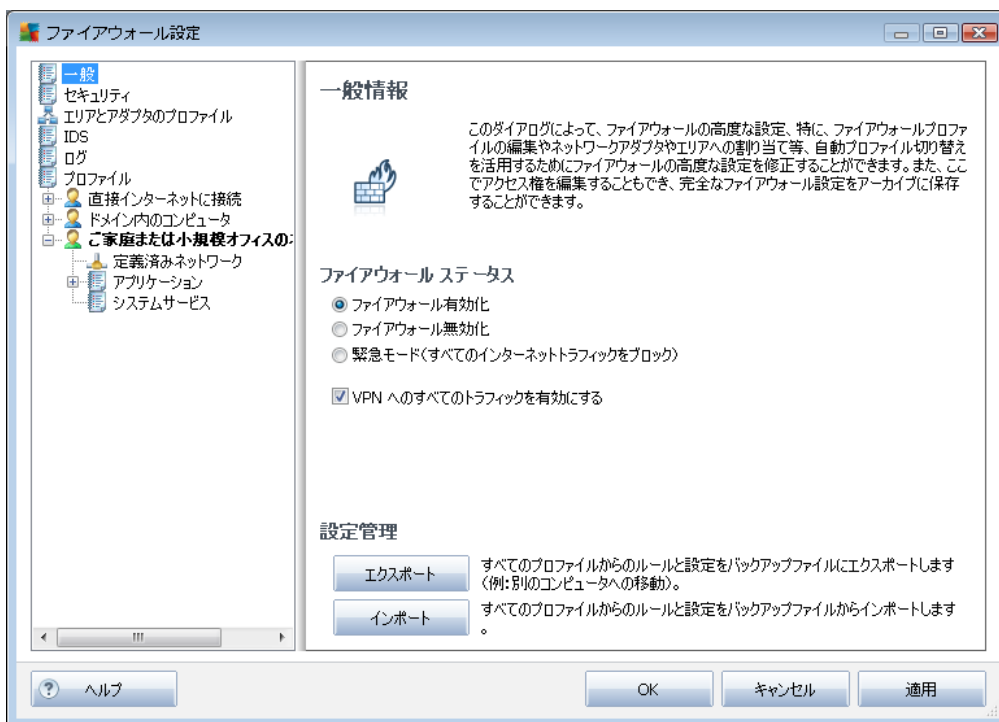 ファイアウォール設定
一般
セキュリティ
エリアとアダプタのプロファイル
IDS
ログ
プロファイル
直接インターネットに接続
ドメイン内のコンピュータ
ご家庭または小規模オフィスの
定義済みネットワーク
アプリケーション
システムサービス
一般情報
このダイアログによって、ファイアウォールの高度な設定、特に、ファイアウォールプロファ
イルの編集やネットワークアダプタやエリアへの割り当て等、自動プロファイル切り替え
を活用するためにファイアウォールの高度な設定を修正することができます。また、ここ
でアクセス権を編集することもでき、完全なファイアウォール設定をアーカイブに保存
することができます。
ファイアウォール ステータス
ファイアウォール有効化
ファイアウォール無効化
緊急モード(すべてのインターネットトラフィックをブロック)
VPN へのすべてのトラフィックを有効にする
設定管理
エクスポート
すべてのプロファイルからのルールと設定をバックアップファイルにエクスポートします
(例:別のコンピュータへの移動)。
インポート
すべてのプロファイルからのルールと設定をバックアップファイルからインポートします
。
? ヘルプ
OK
キャンセル
適用